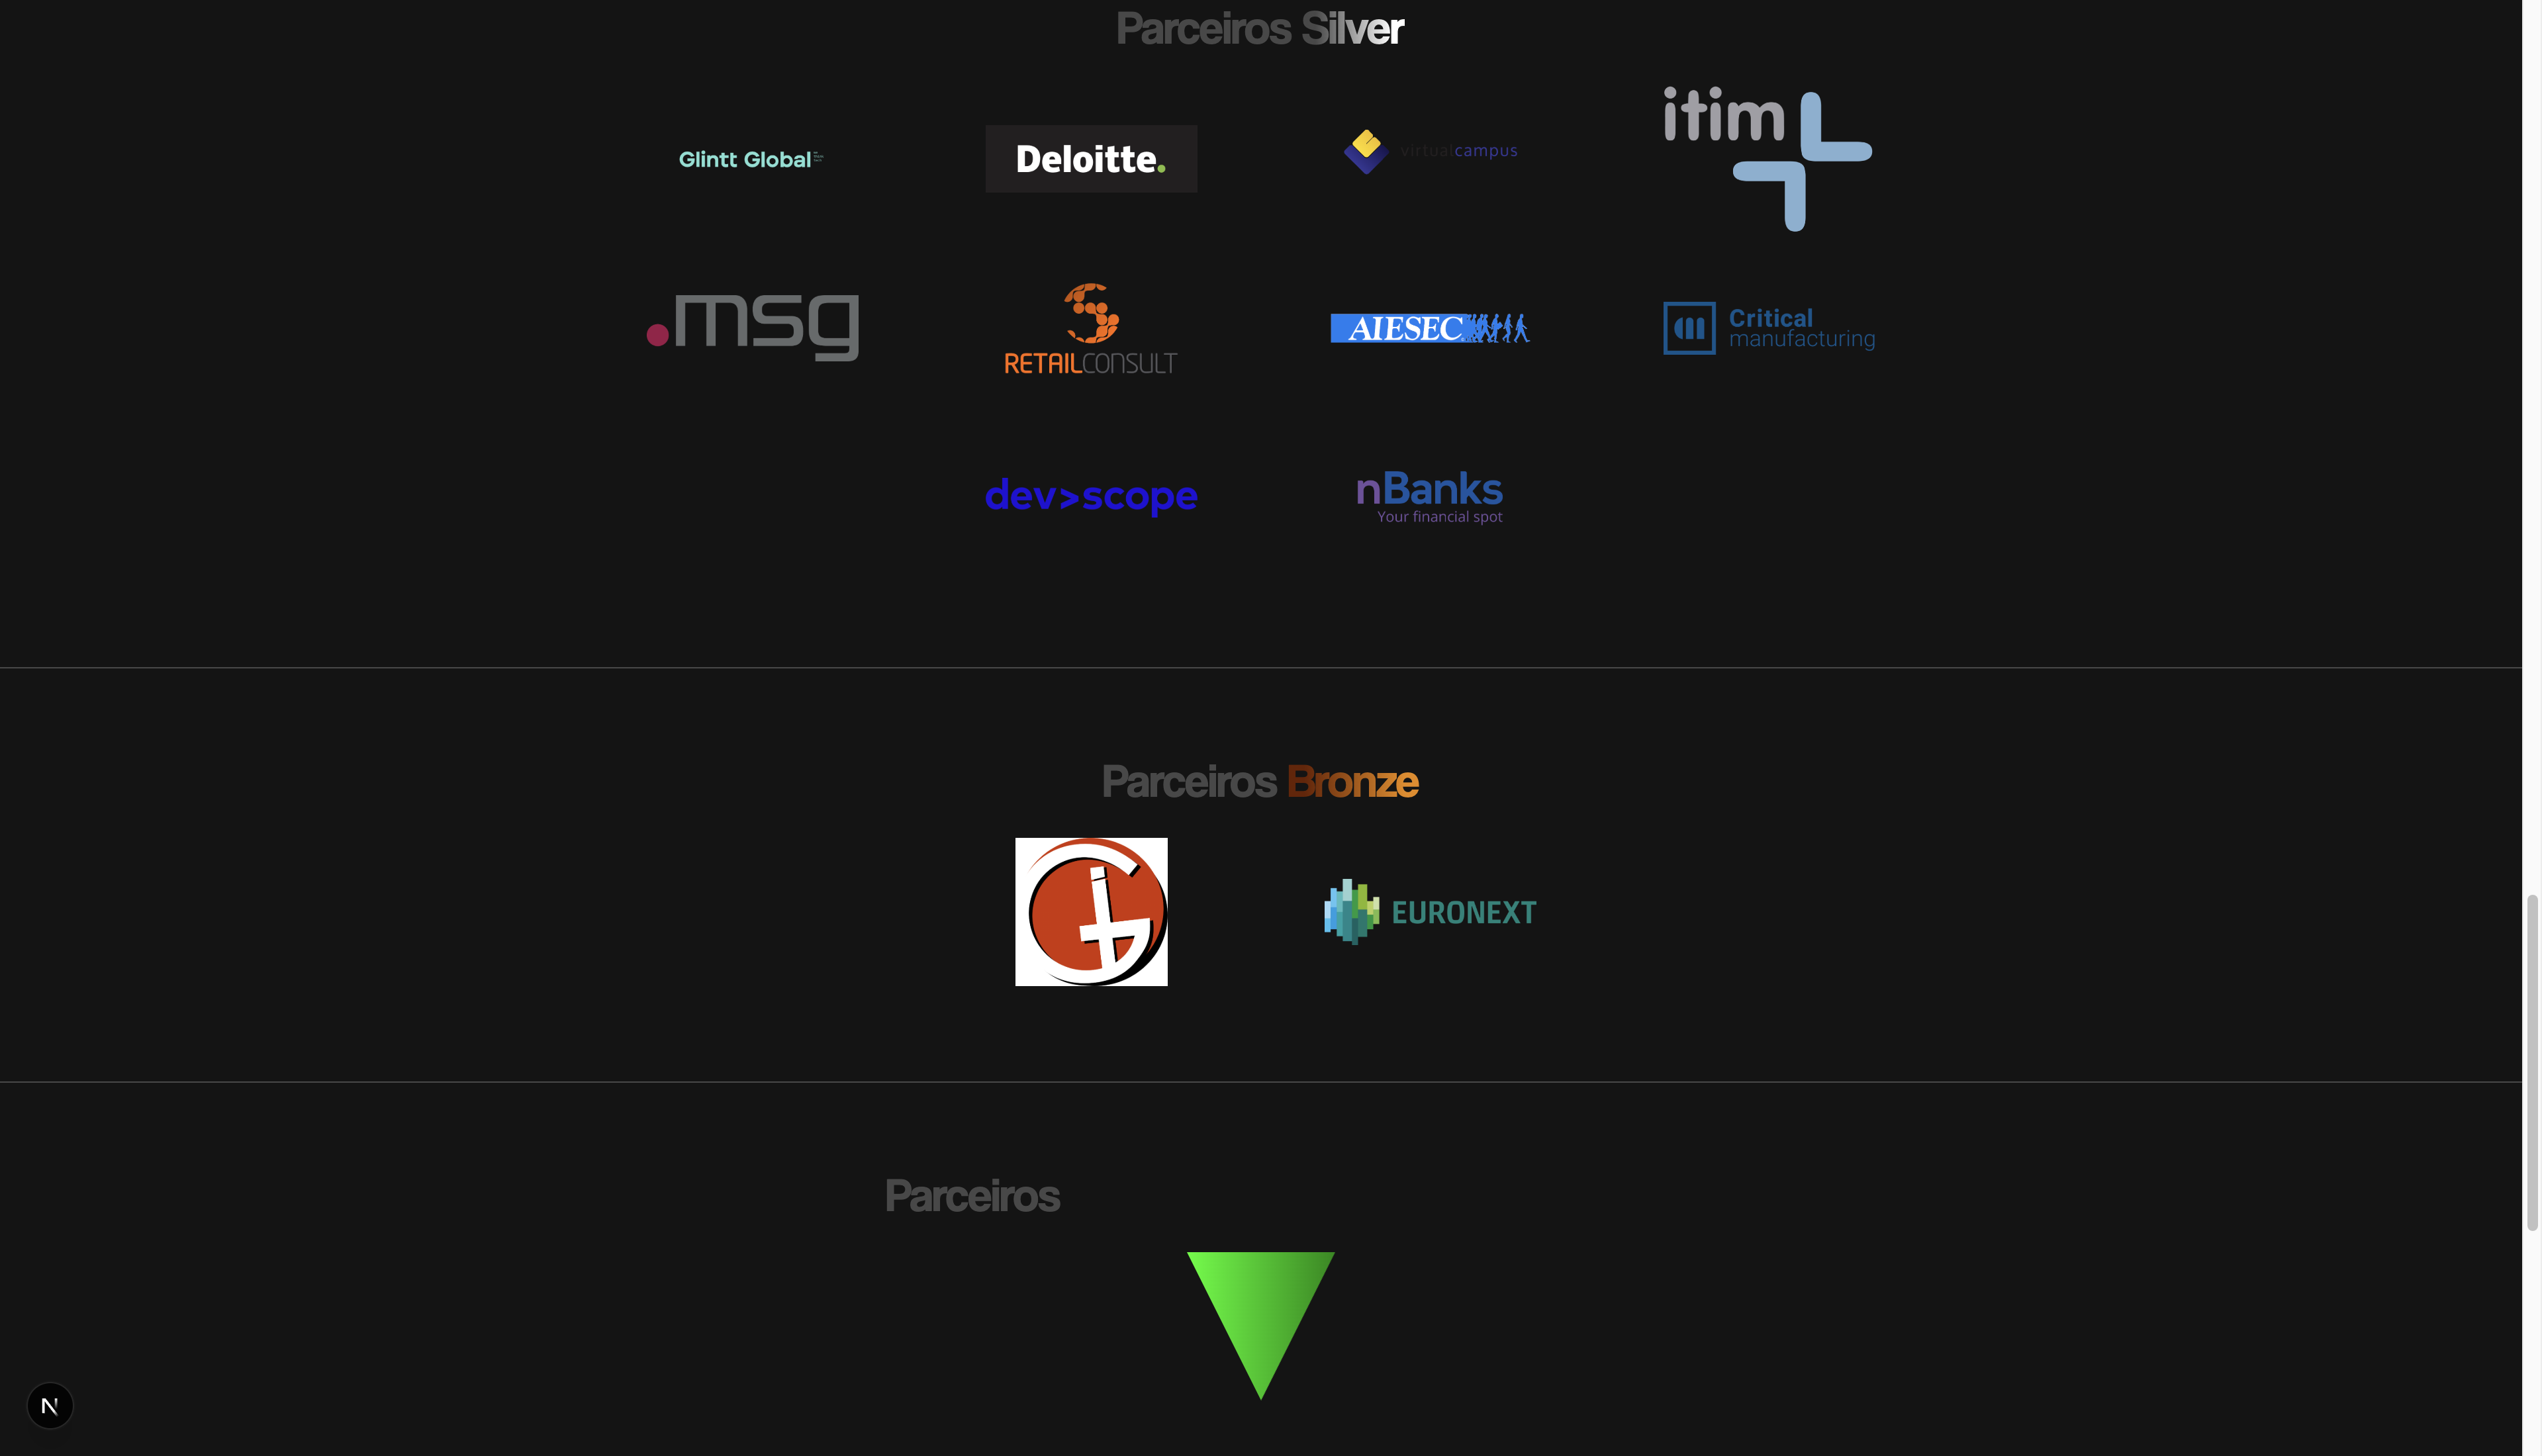 Parceiros Silver
Glintt Global
Deloitte.
virtualcampus
itim
.msg
RETAILCONSULT
AIESEC
Critical
manufacturing
dev>scope
nBanks
Your financial spot
Parceiros Bronze
EURONEXT
Parceiros
N